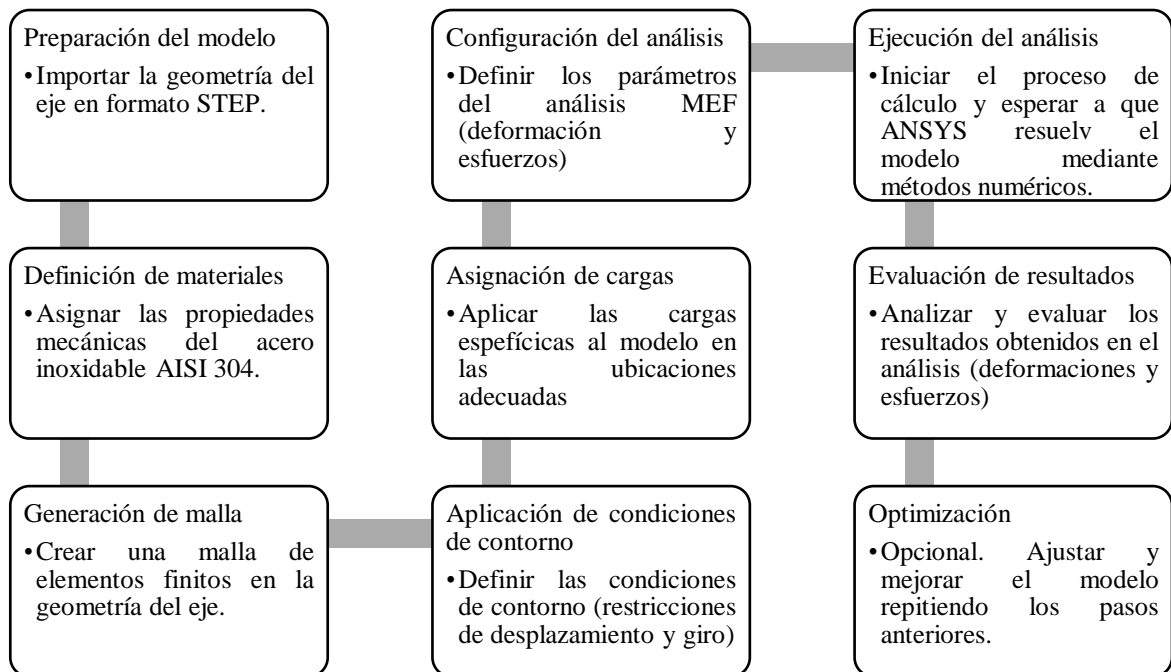 Preparación del modelo
•Importar la geometría del
eje en formato STEP.
Definición de materiales
•Asignar las propiedades
mecánicas del acero
inoxidable AISI 304.
Generación de malla
•Crear una malla de
elementos finitos en la
geometría del eje.
Aplicación de condiciones
de contorno
•Definir las condiciones
de contorno (restricciones
de desplazamiento y giro)
Asignación de cargas
•Aplicar las cargas
espefícicas al modelo en
las ubicaciones
adecuadas
Configuración del análisis
•Definir los parámetros
del análisis MEF
(deformación y
esfuerzos)
Ejecución del análisis
•Iniciar el proceso de
cálculo y esperar a que
ANSYS resuelv el
modelo mediante
métodos numéricos.
Evaluación de resultados
•Analizar y evaluar los
resultados obtenidos en el
análisis (deformaciones y
esfuerzos)
Optimización
•Opcional. Ajustar y
mejorar el modelo
repitiendo los pasos
anteriores.